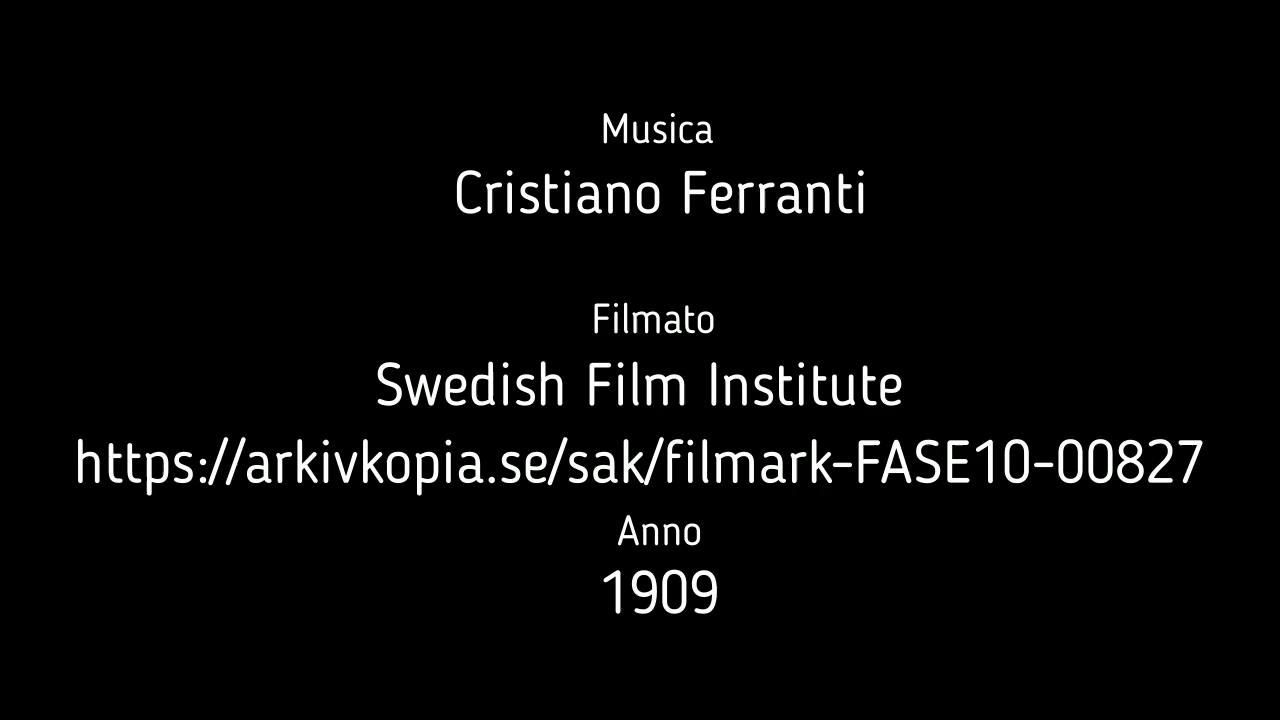 Musica
Cristiano Ferranti
Filmato
Swedish Film Institute
https://arkivkopia.se/sak/filmark-FASE10-00827
Anno
1909